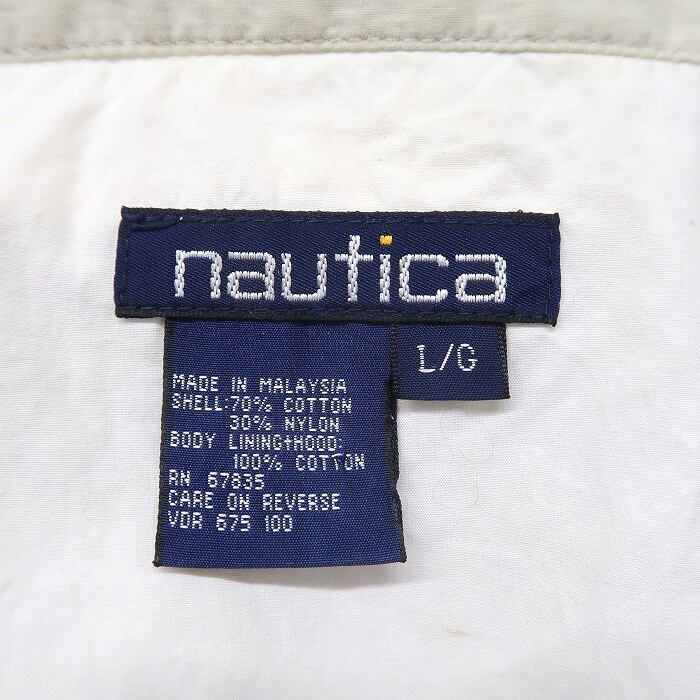 nautica
L/G
MADE IN MALAYSIA
SHELL:70% COTTON
30% NYLON
BODY LINING+HOOD:
100% COTTON
RN 67835
CARE ON REVERSE
VDR 675 100